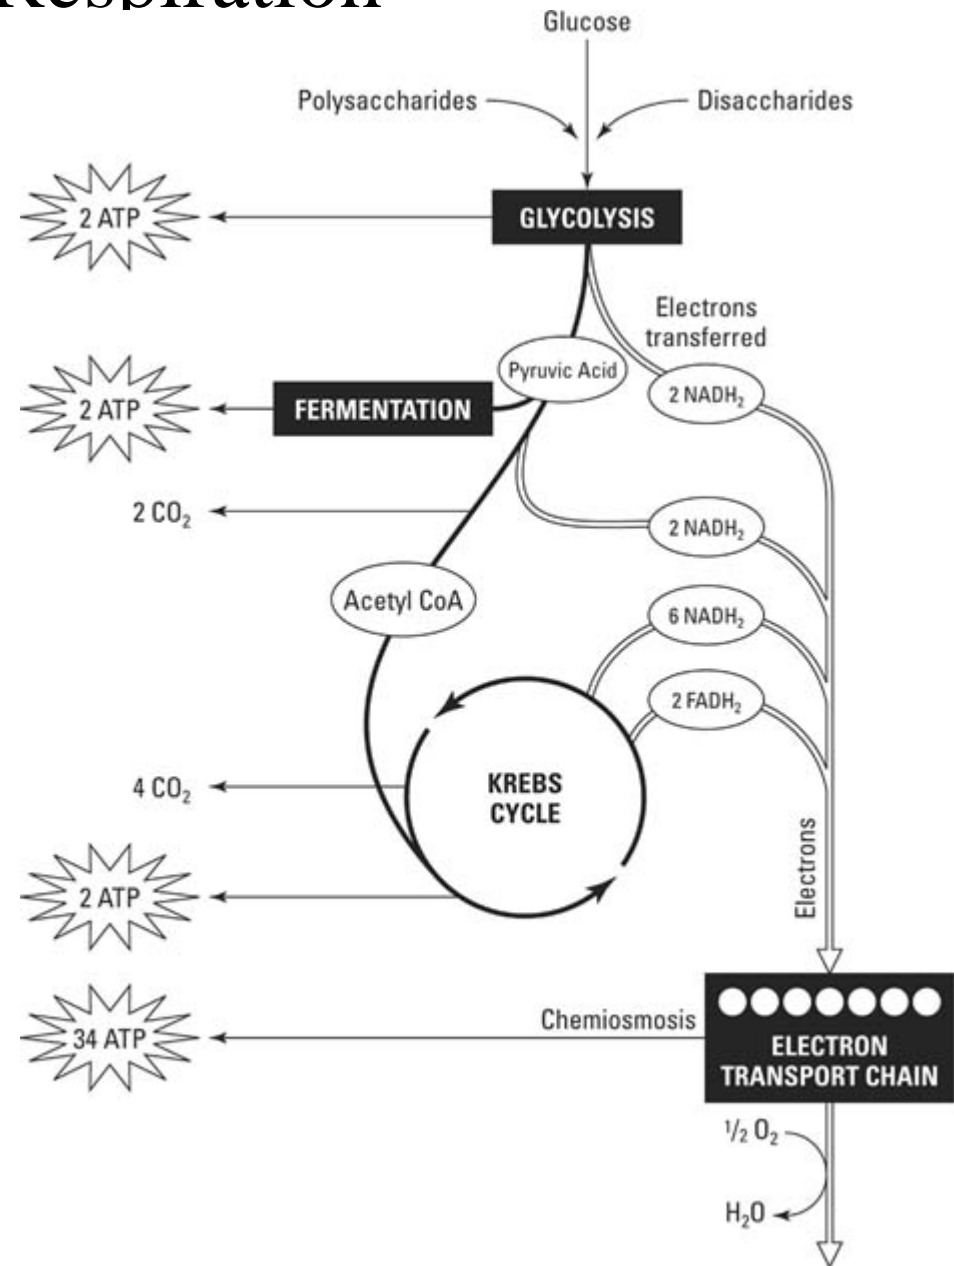 Respiration
Glucose
Polysaccharides
Disaccharides
2 ATP
GLYCOLYSIS
Electrons
transferred
Pyruvic Acid
2 NADH₂
2 ATP
FERMENTATION
2 CO₂
2 NADH₂
Acetyl CoA
6 NADH₂
2 FADH₂
4 CO₂
KREBS
CYCLE
2 ATP
Electrons
34 ATP
Chemiosmosis
ELECTRON
TRANSPORT CHAIN
½ O₂
H₂O